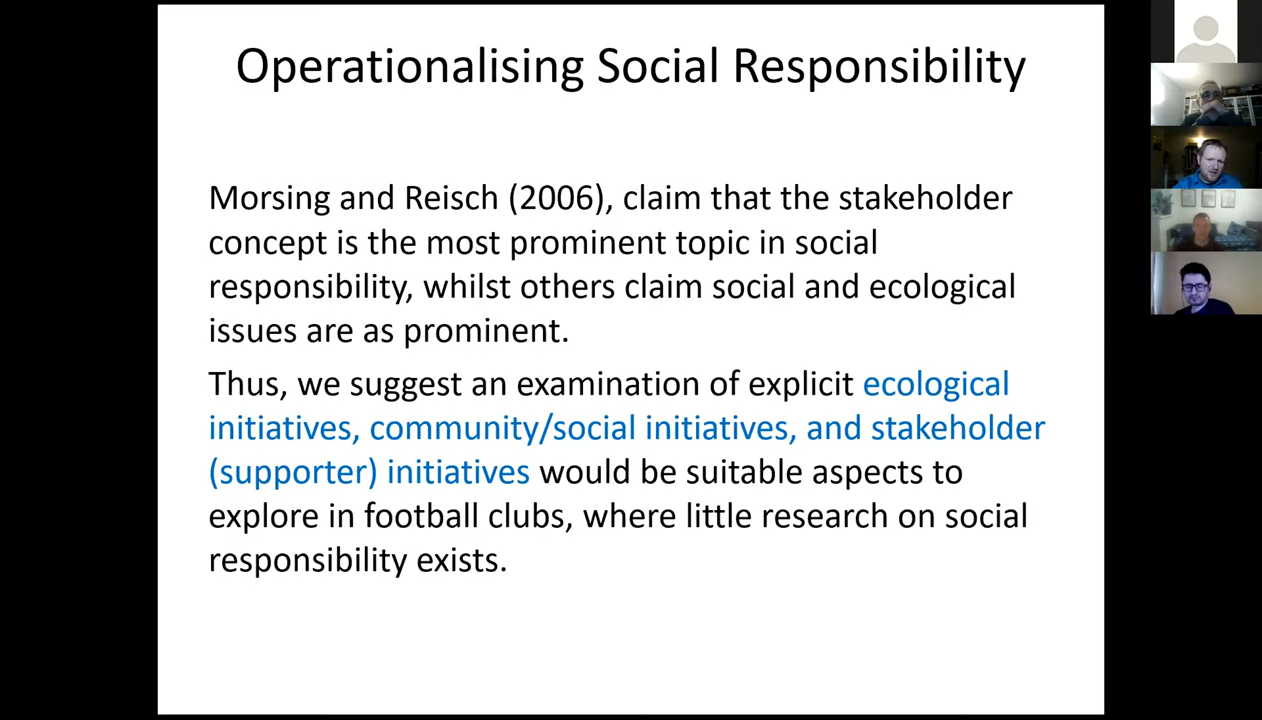 Operationalising Social Responsibility
Morsing and Reisch (2006), claim that the stakeholder
concept is the most prominent topic in social
responsibility, whilst others claim social and ecological
issues are as prominent.
Thus, we suggest an examination of explicit ecological
initiatives, community/social initiatives, and stakeholder
(supporter) initiatives would be suitable aspects to
explore in football clubs, where little research on social
responsibility exists.